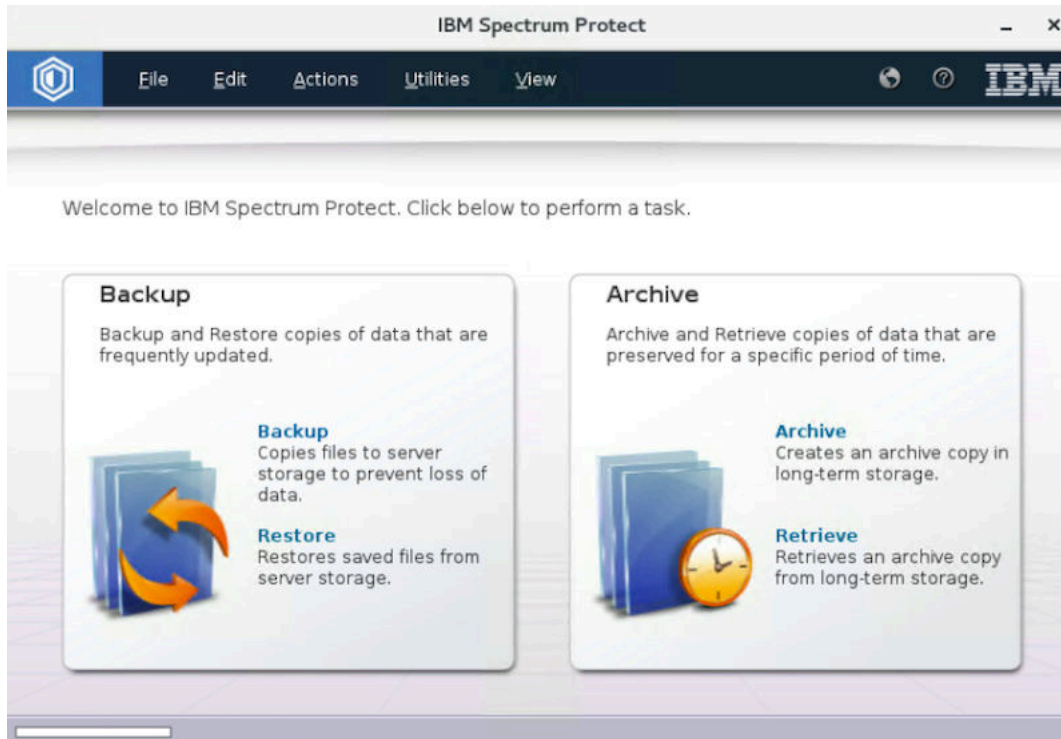 IBM Spectrum Protect
File Edit Actions Utilities View IBM
Welcome to IBM Spectrum Protect. Click below to perform a task.
Backup
Backup and Restore copies of data that are
frequently updated.
Backup
Copies files to server
storage to prevent loss of
data.
Restore
Restores saved files from
server storage.
Archive
Archive and Retrieve copies of data that are
preserved for a specific period of time.
Archive
Creates an archive copy in
long-term storage.
Retrieve
Retrieves an archive copy
from long-term storage.